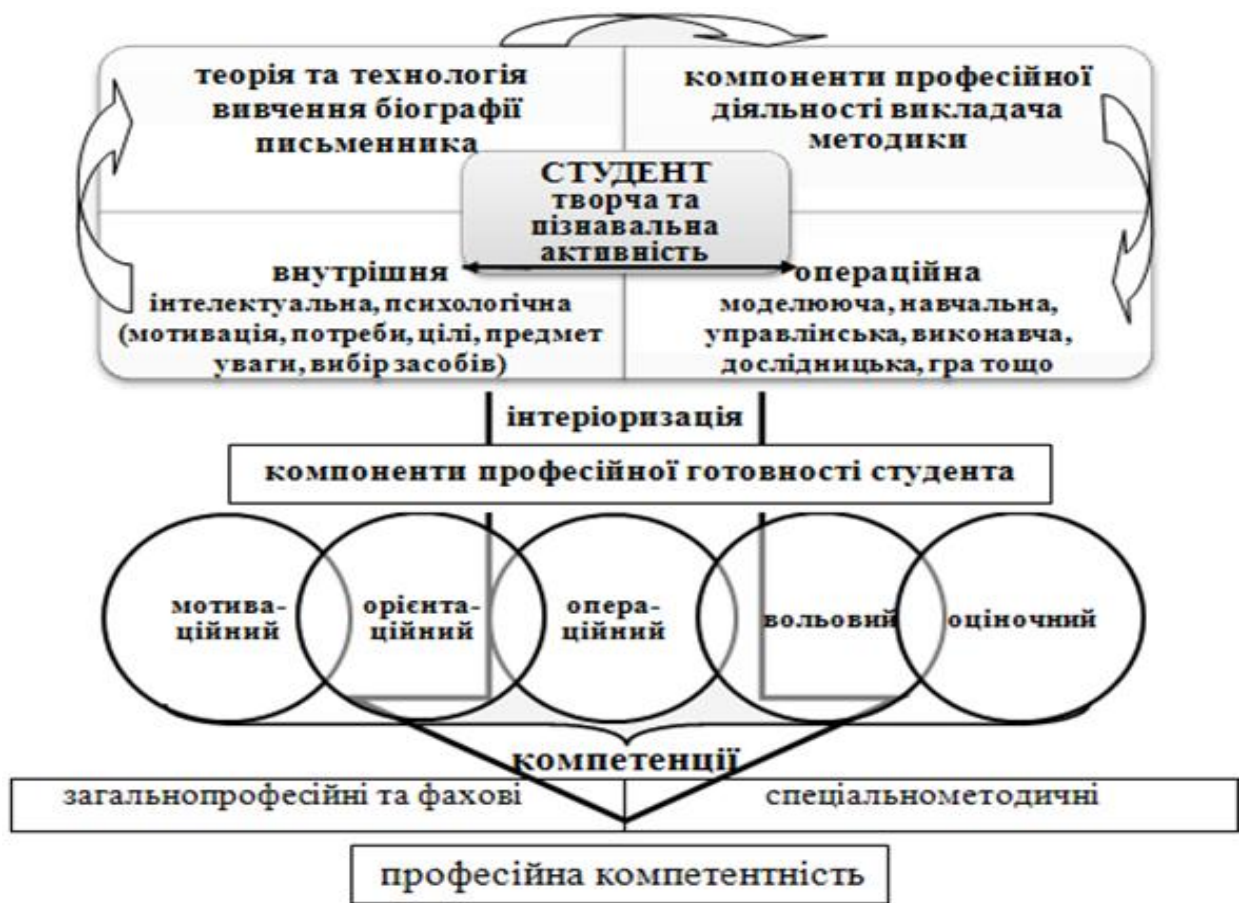 теорія та технологія
вивчення біографії
письменника
компоненти професійної
діяльності викладача
методики
СТУДЕНТ
творча та
пізнавальна
активність
внутрішня
інтелектуальна, психологічна
(мотивація, потреби, цілі, предмет
уваги, вибір засобів)
операційна
моделююча, навчальна,
управлінська, виконавча,
дослідницька, гра тощо
інтеріоризація
компоненти професійної готовності студента
мотива-
ційний
орієнта-
ційний
опера-
ційний
вольовий
оціночний
компетенції
загальнопрофесійні та фахові
спеціальнометодичні
професійна компетентність